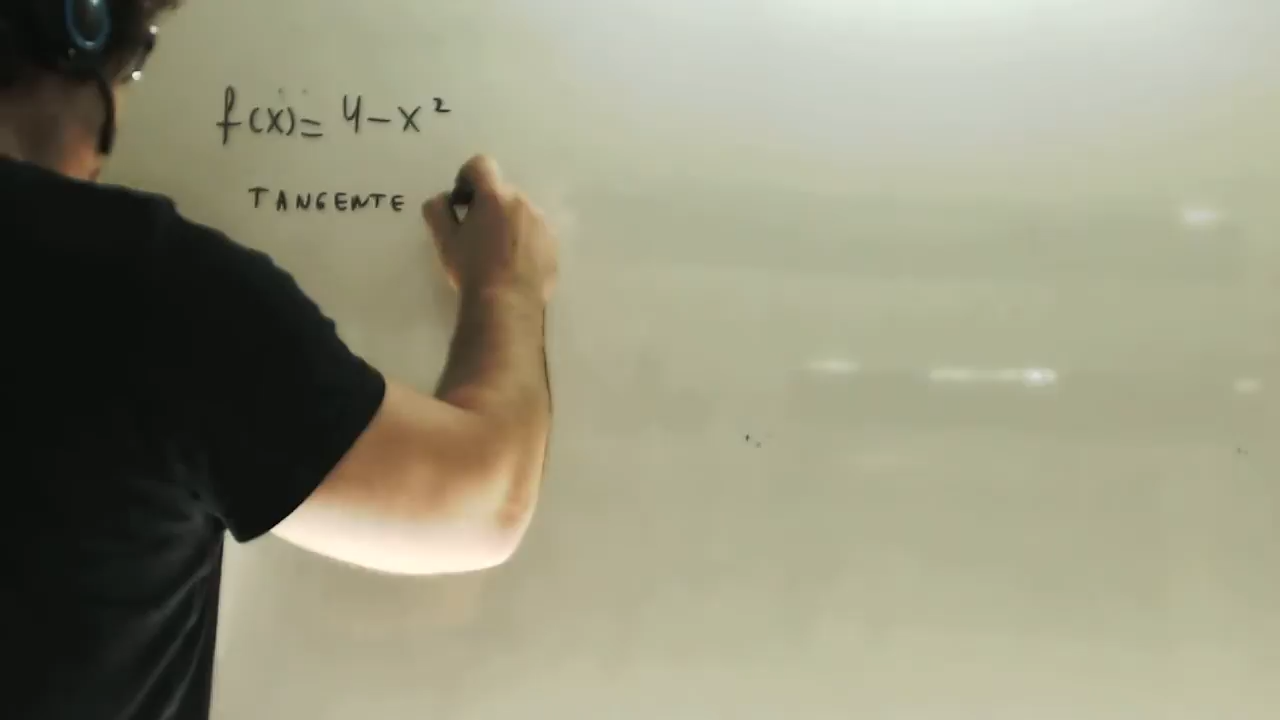 f(x)= 4-x²
TANGENTE